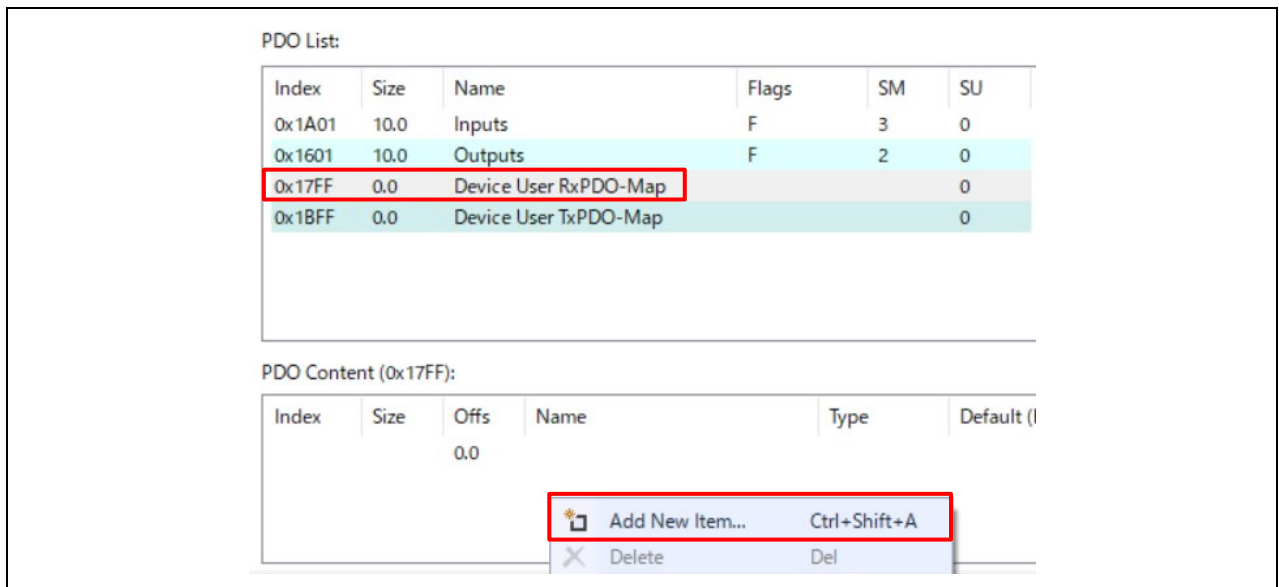 PDO List:
Index Size Name Flags SM SU
0x1A01 10.0 Inputs F 3 0
0x1601 10.0 Outputs F 2 0
0x17FF 0.0 Device User RxPDO-Map 0
0x1BFF 0.0 Device User TxPDO-Map 0
PDO Content (0x17FF):
Index Size Offs Name Type Default (
0.0
Add New Item... Ctrl+Shift+A
Delete Del